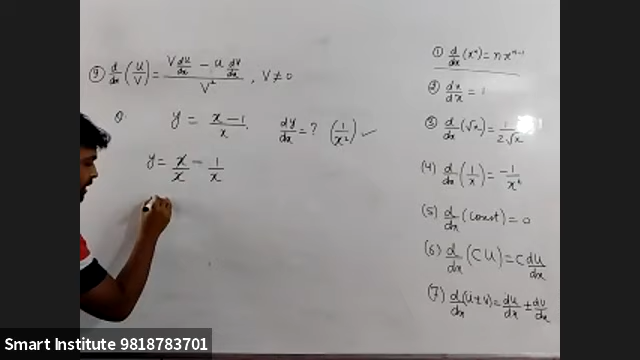 (9) d/dx (U/V) = (V dU/dx − U dV/dx) / V² , V ≠ 0
Q. y = (x − 1)/x . dy/dx = ? (1/x²) ✓
y = x/x − 1/x
(1) d/dx (xⁿ) = n xⁿ⁻¹
(2) dx/dx = 1
(3) d/dx (√x) = 1/(2√x)
(4) d/dx (1/x) = −1/x²
(5) d/dx (const) = 0
(6) d/dx (CU) = C dU/dx
(7) d/dx (U ± V) = dU/dx ± dV/dx
Smart Institute 9818783701